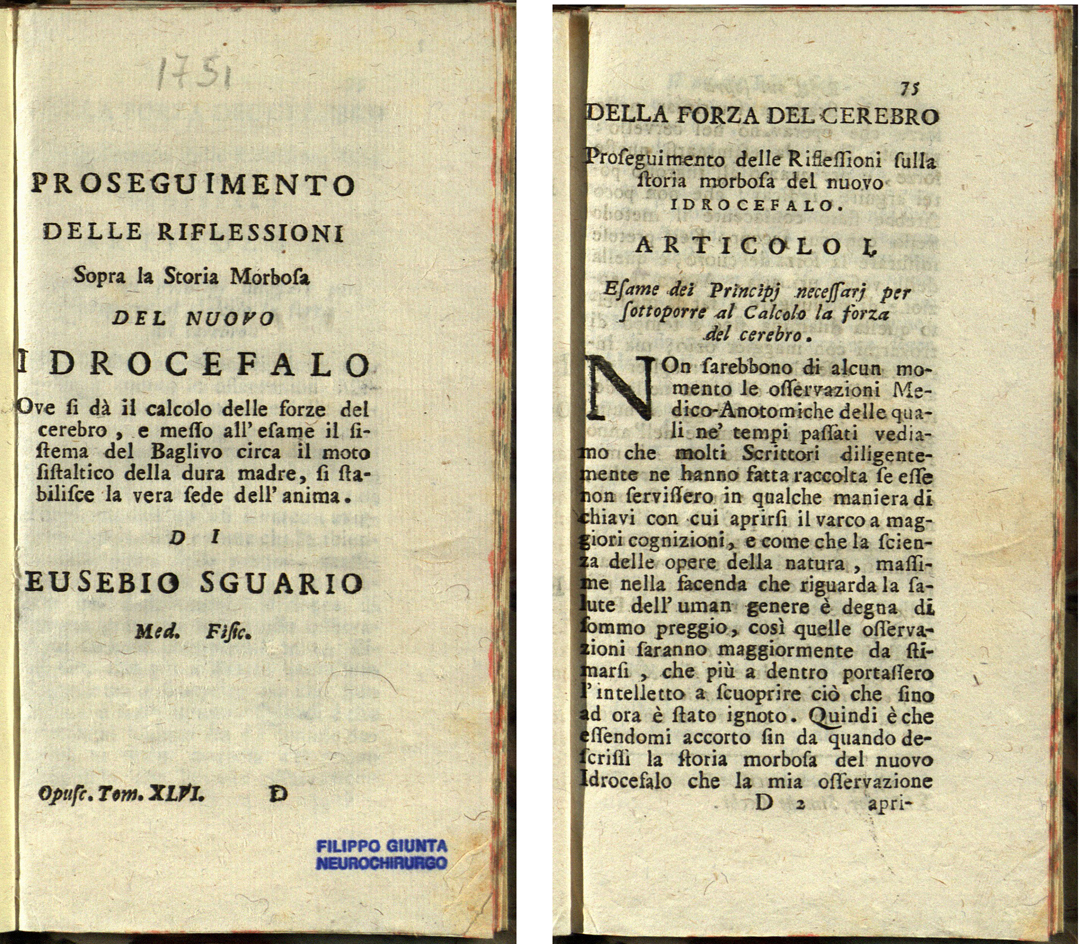 1751
PROSEGUIMENTO
DELLE RIFLESSIONI
Sopra la Storia Morboſa
DEL NUOVO
IDROCEFALO
Ove ſi dà il calcolo delle forze del
cerebro, e meſſo all'eſame il ſi-
ſtema del Baglivo circa il moto
ſiſtaltico della dura madre, ſi ſta-
biliſce la vera ſede dell'anima.
DI
EUSEBIO SGUARIO
Med. Fiſic.
Opuſc. Tom. XLVI. D
FILIPPO GIUNTA
NEUROCHIRURGO
75
DELLA FORZA DEL CEREBRO
Proſeguimento delle Rifleſſioni ſulla
ſtoria morboſa del nuovo
IDROCEFALO.
ARTICOLO I.
Eſame dei Principj neceſſarj per
ſottoporre al Calcolo la forza
del cerebro.
NOn ſarebbono di alcun mo-
mento le oſſervazioni Me-
dico-Anotomiche delle qua-
li ne' tempi paſſati vedia-
mo che molti Scrittori diligente-
mente ne hanno fatta raccolta ſe eſſe
non ſerviſſero in qualche maniera di
chiavi con cui aprirſi il varco a mag-
giori cognizioni, e come che la ſcien-
za delle opere della natura, maſſi-
me nella facenda che riguarda la ſa-
lute dell'uman genere è degna di
ſommo preggio, così quelle oſſerva-
zioni ſaranno maggiormente da ſti-
marſi, che più a dentro portaſſero
l'intelletto a ſcuoprire ciò che ſino
ad ora è ſtato ignoto. Quindi è che
eſſendomi accorto ſin da quando de-
ſcriſſi la ſtoria morboſa del nuovo
Idrocefalo che la mia oſſervazione
D 2 apri-